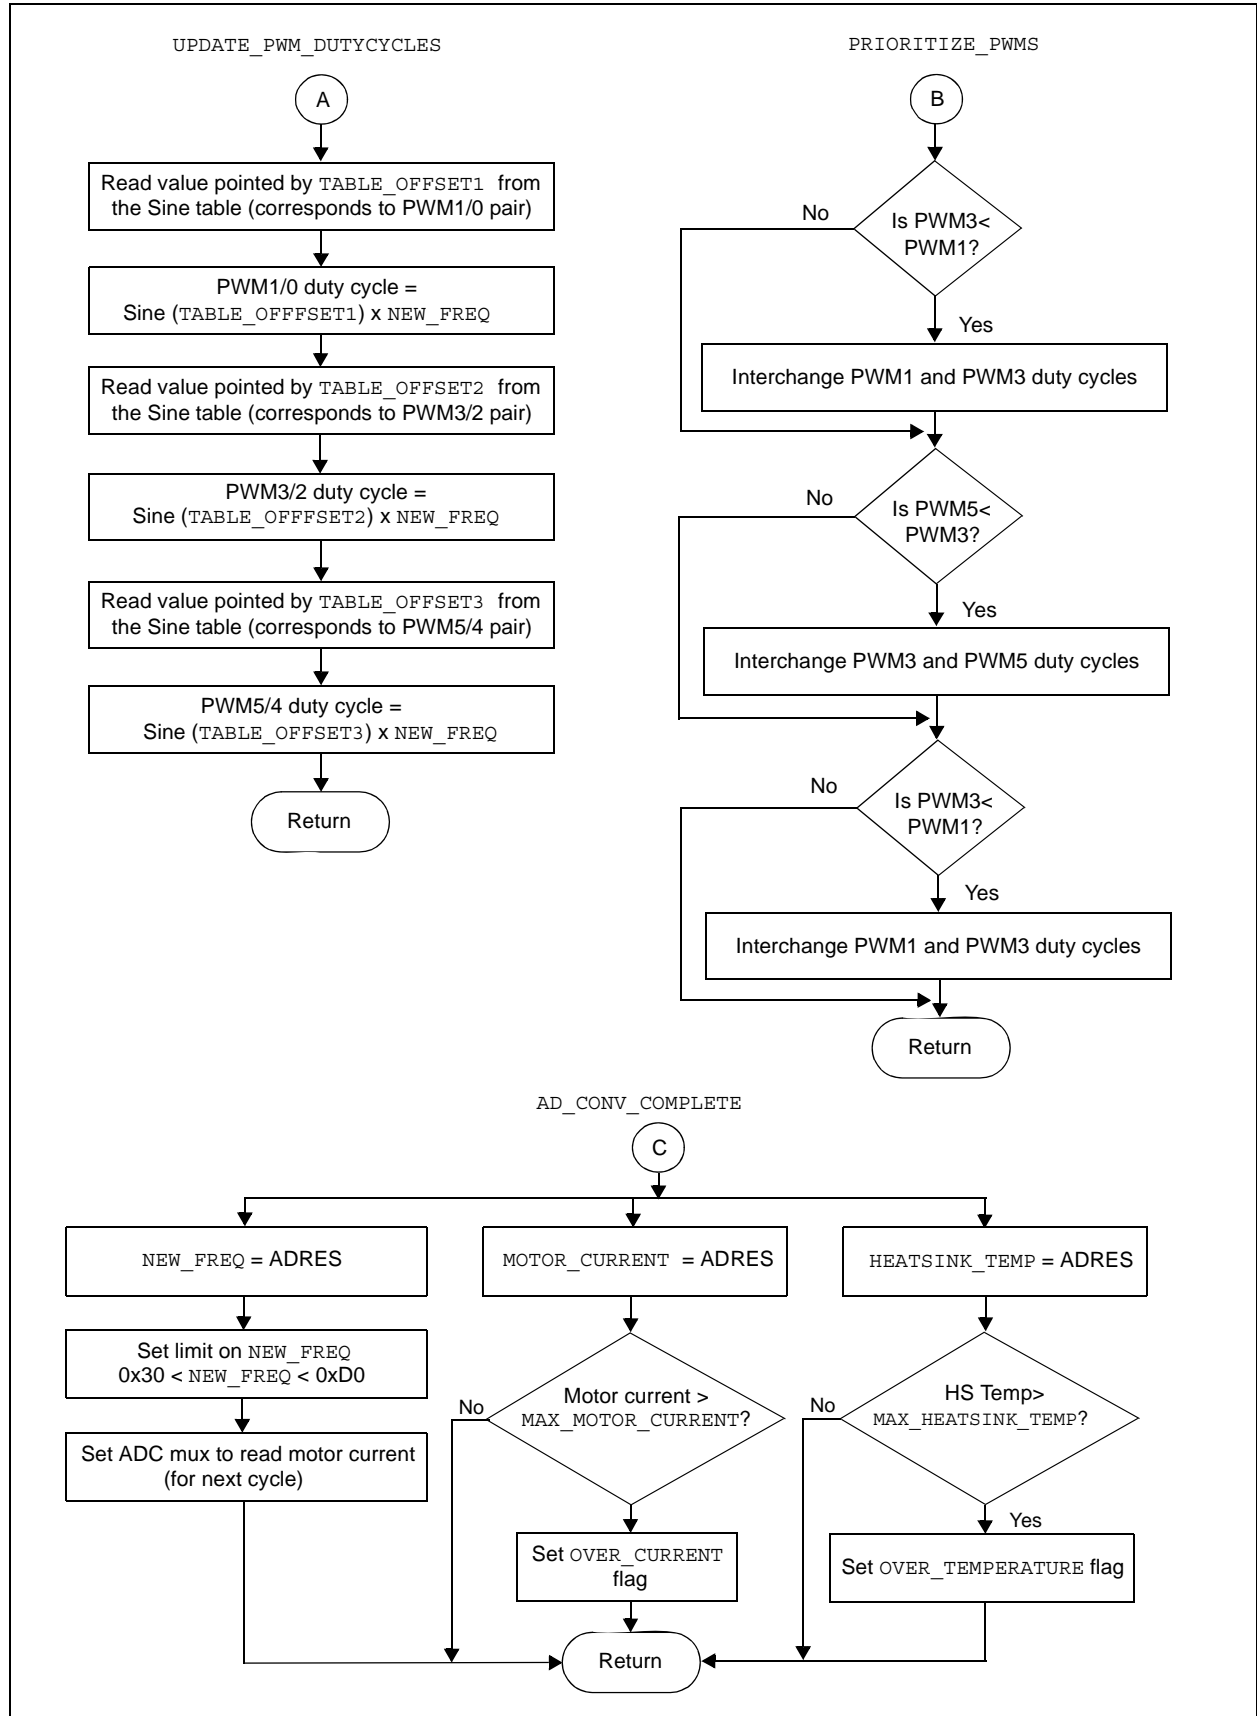 UPDATE_PWM_DUTYCYCLES
A
Read value pointed by TABLE_OFFSET1 from
the Sine table (corresponds to PWM1/0 pair)
PWM1/0 duty cycle =
Sine (TABLE_OFFFSET1) x NEW_FREQ
Read value pointed by TABLE_OFFSET2 from
the Sine table (corresponds to PWM3/2 pair)
PWM3/2 duty cycle =
Sine (TABLE_OFFFSET2) x NEW_FREQ
Read value pointed by TABLE_OFFSET3 from
the Sine table (corresponds to PWM5/4 pair)
PWM5/4 duty cycle =
Sine (TABLE_OFFSET3) x NEW_FREQ
Return
PRIORITIZE_PWMS
B
No
Is PWM3<
PWM1?
Yes
Interchange PWM1 and PWM3 duty cycles
No
Is PWM5<
PWM3?
Yes
Interchange PWM3 and PWM5 duty cycles
No
Is PWM3<
PWM1?
Yes
Interchange PWM1 and PWM3 duty cycles
Return
AD_CONV_COMPLETE
C
NEW_FREQ = ADRES
Set limit on NEW_FREQ
0x30 < NEW_FREQ < 0xD0
Set ADC mux to read motor current
(for next cycle)
MOTOR_CURRENT = ADRES
No
Motor current >
MAX_MOTOR_CURRENT?
Set OVER_CURRENT
flag
HEATSINK_TEMP = ADRES
No
HS Temp>
MAX_HEATSINK_TEMP?
Yes
Set OVER_TEMPERATURE flag
Return